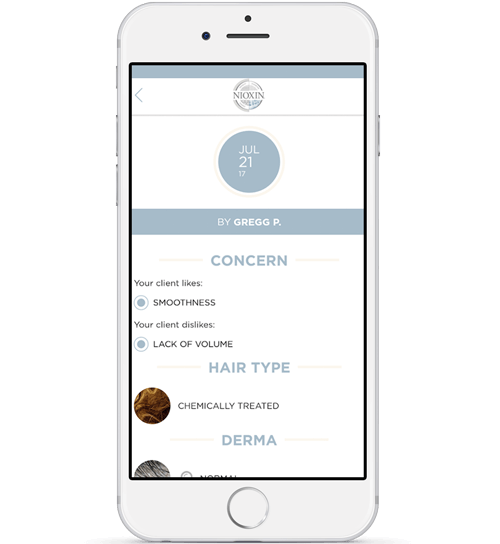 NIOXIN
JUL
21
17
BY GREGG P.
CONCERN
Your client likes:
SMOOTHNESS
Your client dislikes:
LACK OF VOLUME
HAIR TYPE
CHEMICALLY TREATED
DERMA
NORMAL